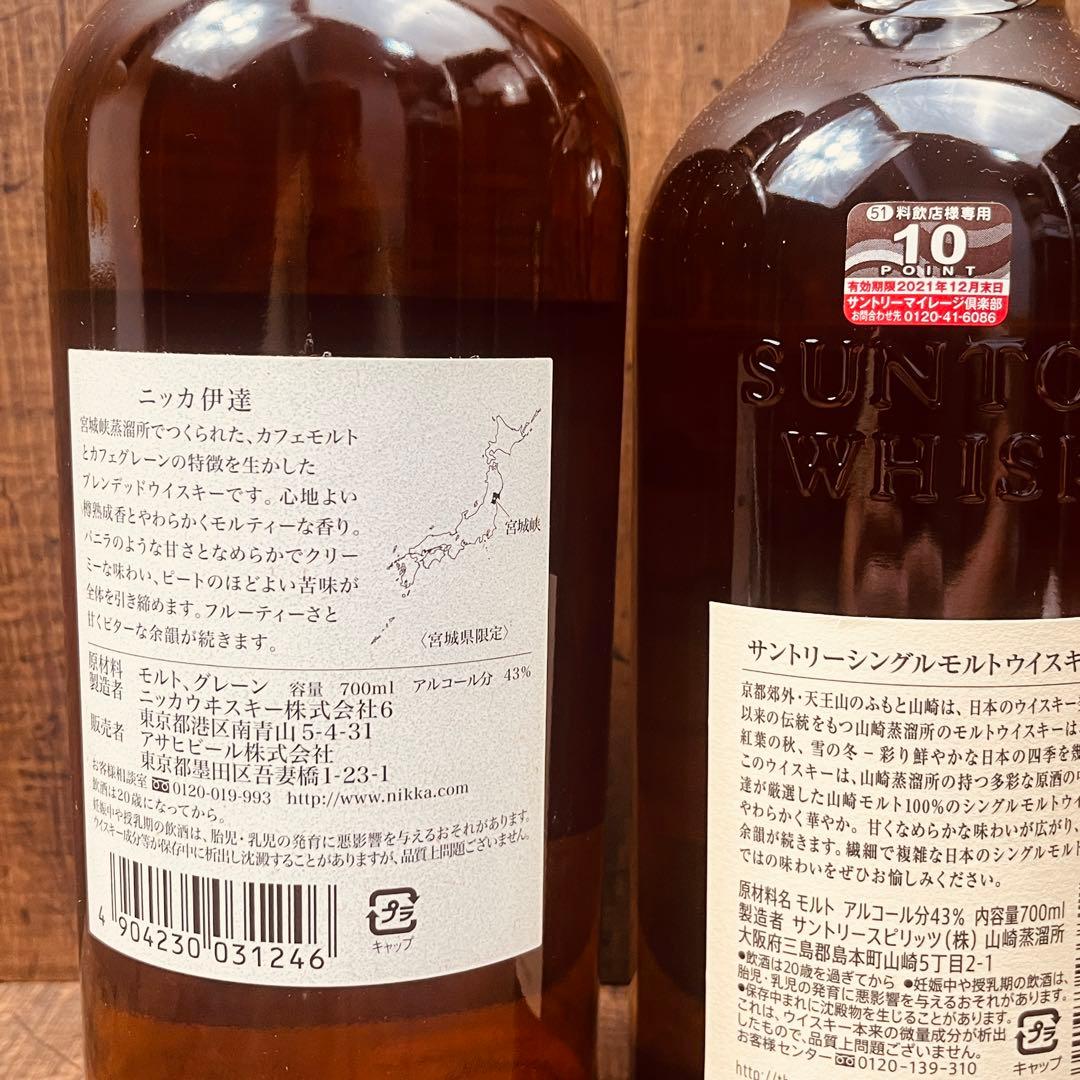 ニッカ伊達
宮城峡蒸溜所でつくられた、カフェモルト
とカフェグレーンの特徴を生かした
ブレンデッドウイスキーです。心地よい
樽熟成香とやわらかくモルティーな香り。
バニラのような甘さとなめらかでクリー
ミーな味わい、ピートのほどよい苦味が
全体を引き締めます。フルーティーさと
甘くビターな余韻が続きます。
宮城峡
〈宮城県限定〉
原材料 モルト、グレーン 容量 700ml アルコール分 43%
製造者 ニッカウヰスキー株式会社6
東京都港区南青山5-4-31
販売者 アサヒビール株式会社
東京都墨田区吾妻橋1-23-1
お客様相談室 0120-019-993 http://www.nikka.com
飲酒は20歳になってから。
妊娠中や授乳期の飲酒は、胎児・乳児の発育に悪影響を与えるおそれがあります。
ウイスキー成分等が保存中に析出し沈澱することがありますが、品質上問題ございません。
4 904230 031246
プラ
キャップ
51 料飲店様専用
10
POINT
有効期限2021年12月末日
サントリーマイレージ倶楽部
お問合わせ先 0120-41-6086
SUNTO
WHIS
サントリーシングルモルトウイスキ
京都郊外・天王山のふもと山崎は、日本のウイスキー
以来の伝統をもつ山崎蒸溜所のモルトウイスキーは、
紅葉の秋、雪の冬－彩り鮮やかな日本の四季を幾
このウイスキーは、山崎蒸溜所の持つ多彩な原酒の中
達が厳選した山崎モルト100%のシングルモルトウイ
やわらかく華やか。甘くなめらかな味わいが広がり、
余韻が続きます。繊細で複雑な日本のシングルモルト
ではの味わいをぜひお愉しみください。
原材料名 モルト アルコール分43% 内容量700ml
製造者 サントリースピリッツ(株) 山崎蒸溜所
大阪府三島郡島本町山崎5丁目2-1
●飲酒は20歳を過ぎてから ●妊娠中や授乳期の飲酒は、
胎児・乳児の発育に悪影響を与えるおそれがあります。
●保存中まれに沈殿物を生じることがあります。
これは、ウイスキー本来の微量成分が析出
したもので、品質上問題ございません。
お客様センター 0120-139-310
http://th
プラ
キャップ